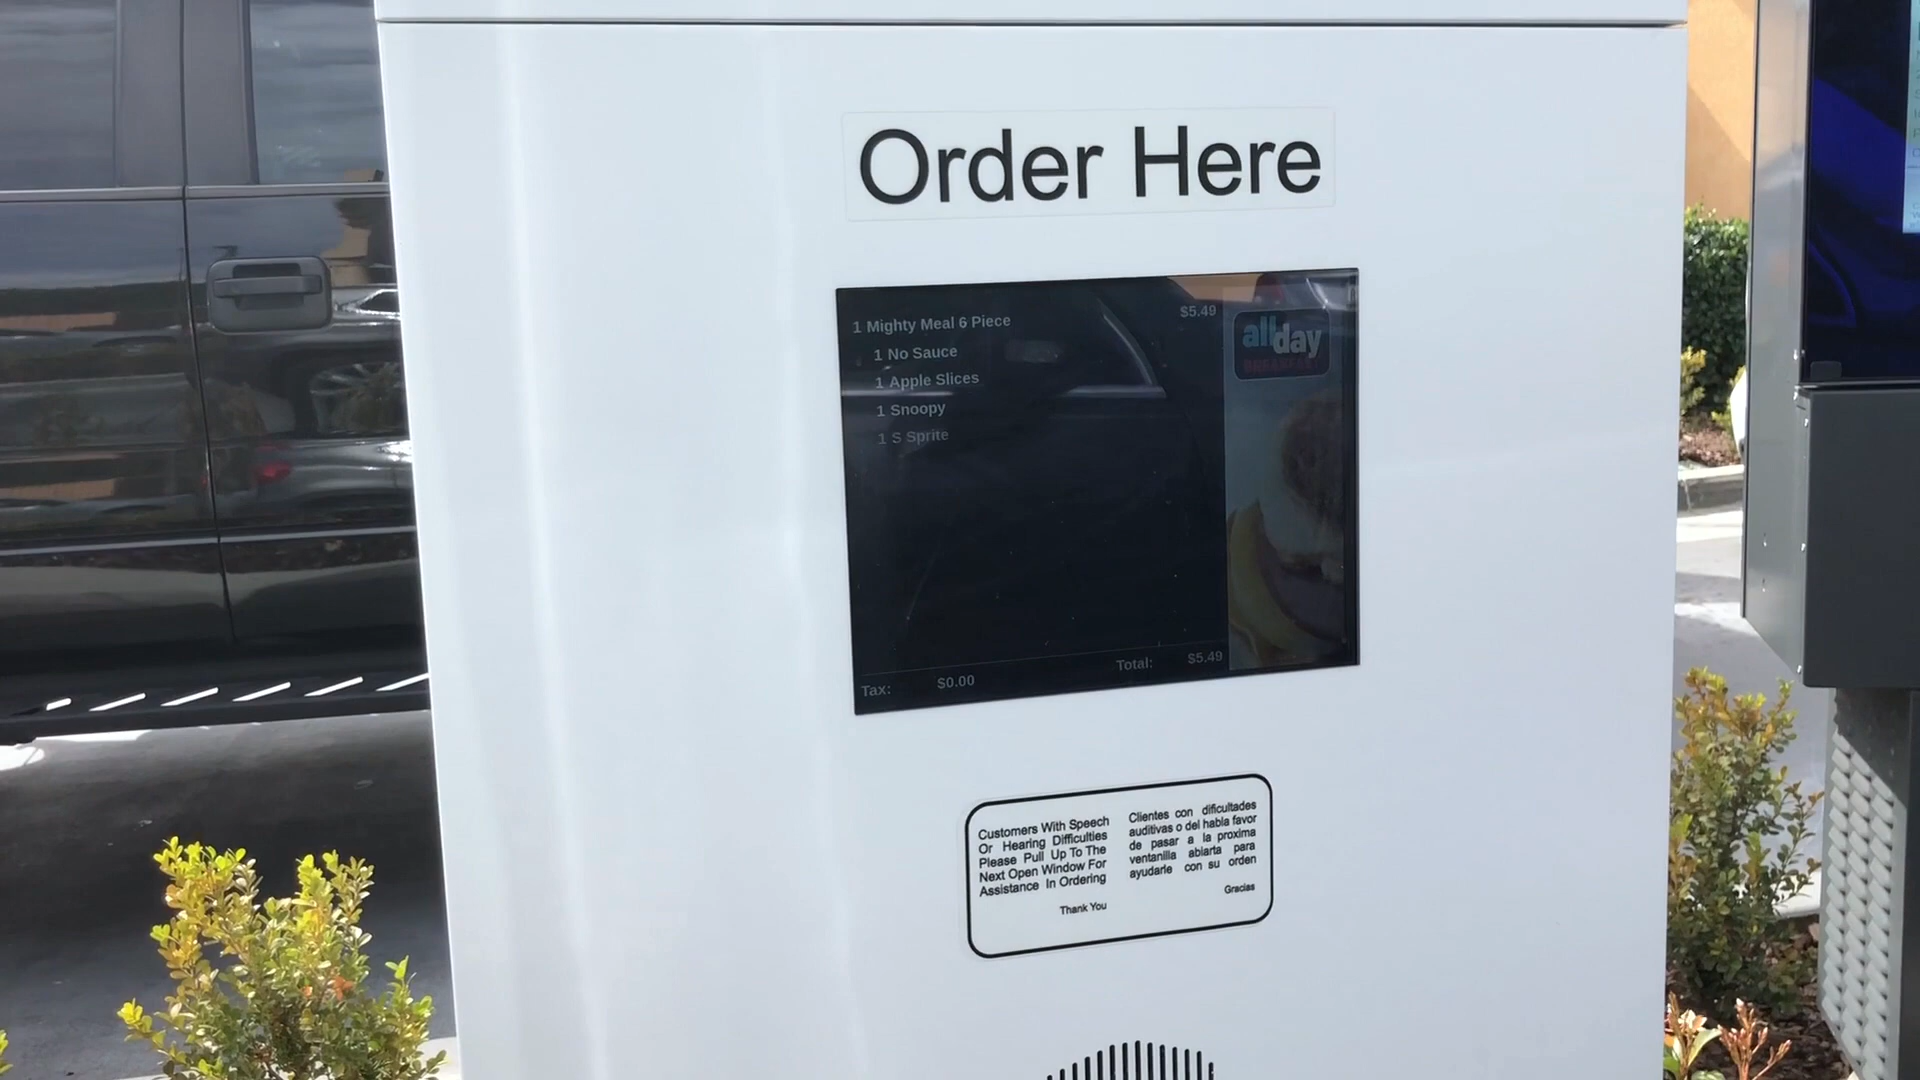 Order Here
1 Mighty Meal 6 Piece $5.49
1 No Sauce
1 Apple Slices
1 Snoopy
1 S Sprite
all day
BREAKFAST
Total: $5.49
Tax: $0.00
Customers With Speech
Or Hearing Difficulties
Please Pull Up To The
Next Open Window For
Assistance In Ordering
Thank You
Clientes con dificultades
auditivas o del habla favor
de pasar a la proxima
ventanilla abiarta para
ayudarle con su orden
Gracias